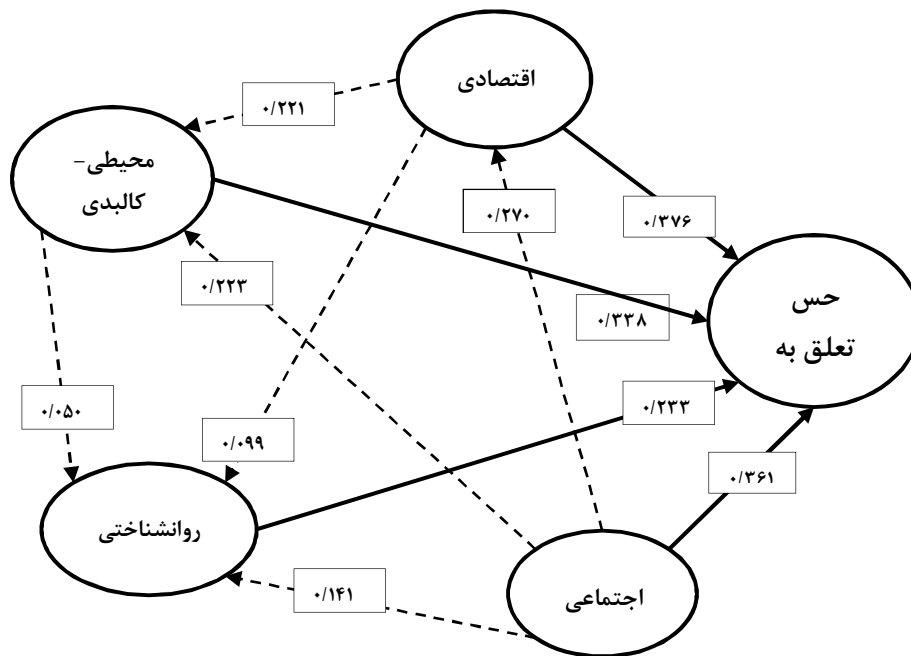 اقتصادی
۰/۲۲۱
محیطی–
کالبدی
۰/۲۷۰
۰/۳۷۶
۰/۲۲۳
حس
تعلق به
۰/۳۳۸
۰/۰۵۰
۰/۰۹۹
۰/۲۳۳
۰/۳۶۱
روانشناختی
۰/۱۴۱
اجتماعی